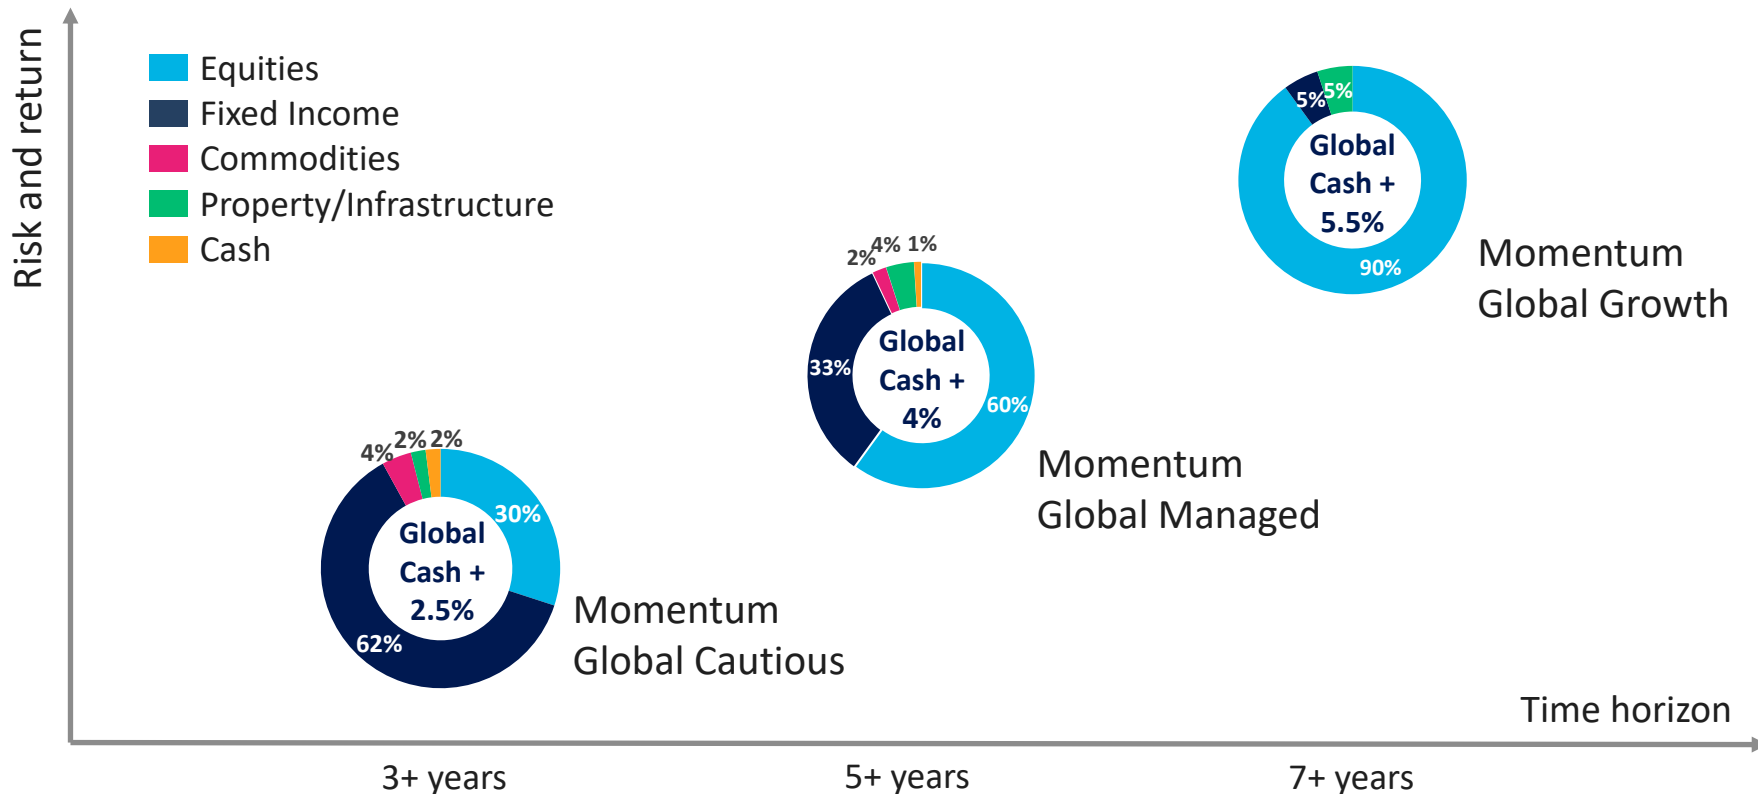 Risk and return
Equities
Fixed Income
Commodities
Property/Infrastructure
Cash
5% 5%
Global
Cash +
5.5%
90%
Momentum
Global Growth
2% 4% 1%
33%
Global
Cash +
4%
60%
Momentum
Global Managed
4% 2% 2%
30%
Global
Cash +
2.5%
62%
Momentum
Global Cautious
Time horizon
3+ years
5+ years
7+ years